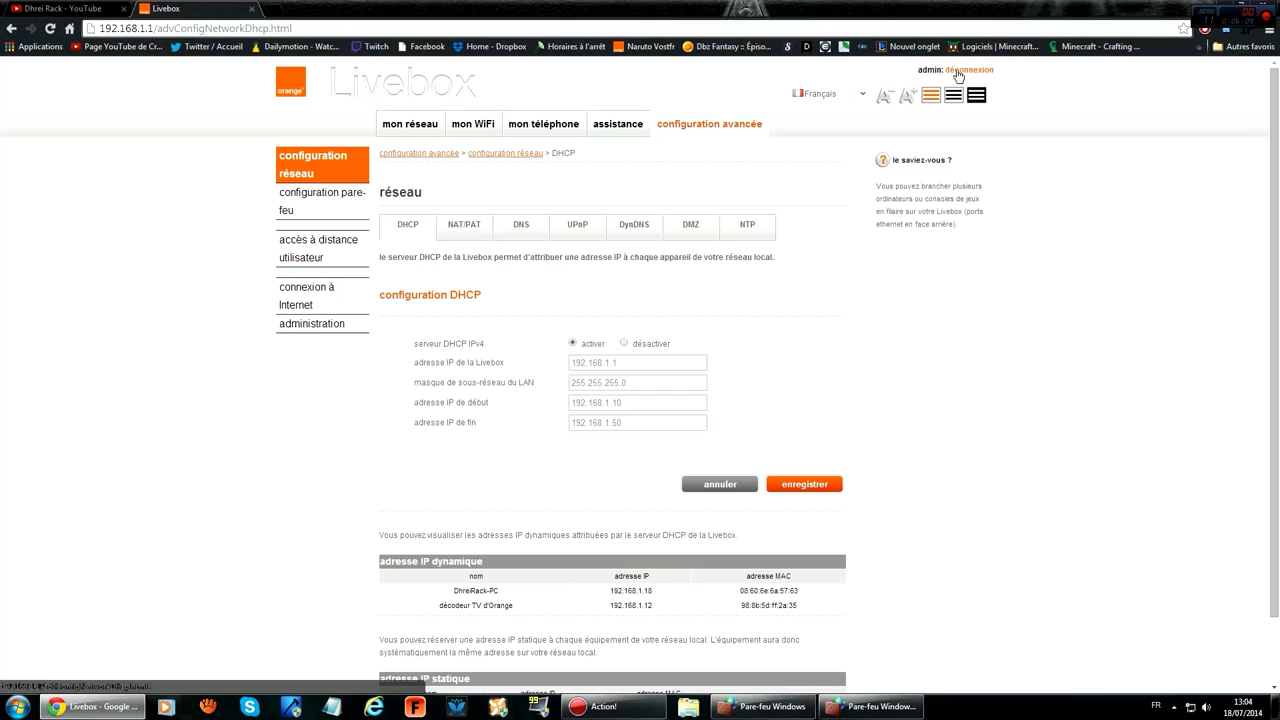 Dhrei Rack - YouTube
Livebox
192.168.1.1/advConfigNetworkDhcp.html
Applications
Page YouTube de Cr...
Twitter / Accueil
Dailymotion - Watc...
Twitch
Facebook
Home - Dropbox
Horaires à l'arrêt
Naruto Vostfr
Dbz Fantasy :: Épiso...
Nouvel onglet
Logiciels | Minecraft...
Minecraft - Crafting ...
Autres favoris
admin: déconnexion
orange™
Livebox
Français
A-
A+
mon réseau
mon WiFi
mon téléphone
assistance
configuration avancée
configuration
réseau
configuration pare-
feu
accès à distance
utilisateur
connexion à
Internet
administration
configuration avancée > configuration réseau > DHCP
réseau
DHCP
NAT/PAT
DNS
UPnP
DynDNS
DMZ
NTP
le serveur DHCP de la Livebox permet d'attribuer une adresse IP à chaque appareil de votre réseau local.
configuration DHCP
serveur DHCP IPv4
activer
désactiver
adresse IP de la Livebox
192.168.1.1
masque de sous-réseau du LAN
255.255.255.0
adresse IP de début
192.168.1.10
adresse IP de fin
192.168.1.50
annuler
enregistrer
le saviez-vous ?
Vous pouvez brancher plusieurs
ordinateurs ou consoles de jeux
en filaire sur votre Livebox (ports
ethernet en face arrière).
Vous pouvez visualiser les adresses IP dynamiques attribuées par le serveur DHCP de la Livebox.
adresse IP dynamique
nom adresse IP adresse MAC
DhreiRack-PC 192.168.1.18 08:60:6e:6a:57:63
décodeur TV d'Orange 192.168.1.12 98:8b:5d:ff:2a:35
Vous pouvez réserver une adresse IP statique à chaque équipement de votre réseau local. L'équipement aura donc
systématiquement la même adresse sur votre réseau local.
adresse IP statique
Livebox - Google ...
Action!
Pare-feu Windows
Pare-feu Window...
FR
13:04
18/07/2014